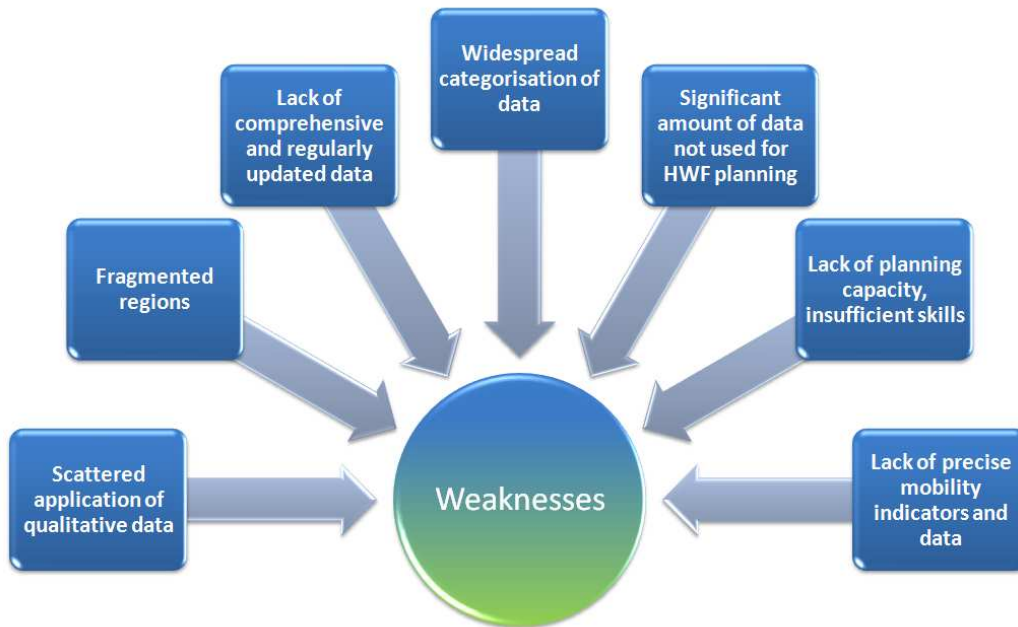 Widespread
categorisation of
data
Lack of
comprehensive
and regularly
updated data
Significant
amount of data
not used for
HWF planning
Fragmented
regions
Lack of planning
capacity,
insufficient skills
Scattered
application of
qualitative data
Weaknesses
Lack of precise
mobility
indicators and
data